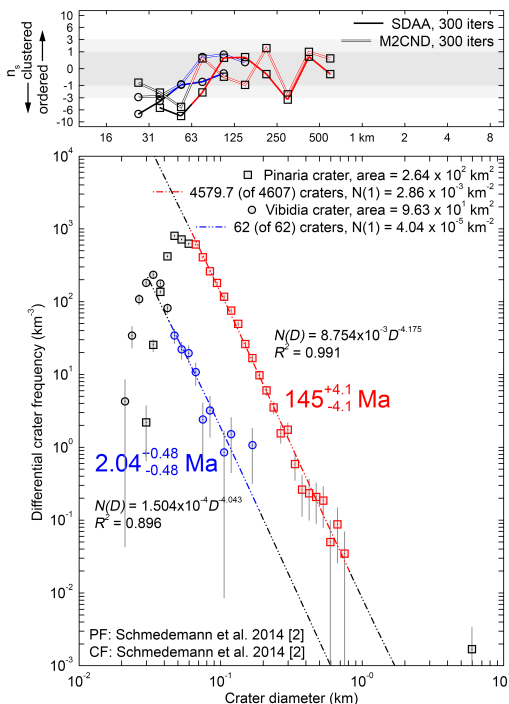 n_s
clustered
ordered
5
3
1
0
-1
-3
-6
-10
SDAA, 300 iters
M2CND, 300 iters
16 31 63 125 250 500 1 km 2 4 8
Differential crater frequency (km^-3)
10^4
10^3
10^2
10^1
10^0
10^-1
10^-2
10^-3
Pinaria crater, area = 2.64 x 10^2 km^2
4579.7 (of 4607) craters, N(1) = 2.86 x 10^-3 km^-2
Vibidia crater, area = 9.63 x 10^1 km^2
62 (of 62) craters, N(1) = 4.04 x 10^-5 km^-2
N(D) = 8.754x10^-3 D^-4.175
R^2 = 0.991
145 +4.1 -4.1 Ma
2.04 +0.48 -0.48 Ma
N(D) = 1.504x10^-4 D^-4.043
R^2 = 0.896
PF: Schmedemann et al. 2014 [2]
CF: Schmedemann et al. 2014 [2]
10^-2 10^-1 10^0
Crater diameter (km)